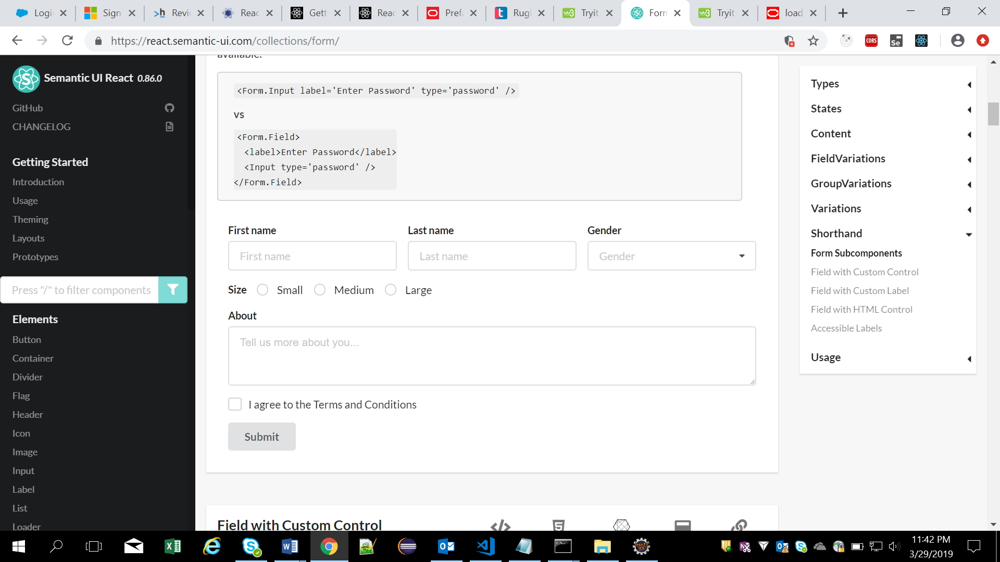 Logi
Sign
Revi
Reac
Gett
Reac
Pref
Rugl
Tryit
Form
Tryit
load
https://react.semantic-ui.com/collections/form/
CORS
Se
Semantic UI React 0.86.0
GitHub
CHANGELOG
Getting Started
Introduction
Usage
Theming
Layouts
Prototypes
Press "/" to filter components
Elements
Button
Container
Divider
Flag
Header
Icon
Image
Input
Label
List
Loader
available.
<Form.Input label='Enter Password' type='password' />
vs
<Form.Field>
<label>Enter Password</label>
<Input type='password' />
</Form.Field>
First name
Last name
Gender
First name
Last name
Gender
Size Small Medium Large
About
Tell us more about you...
I agree to the Terms and Conditions
Submit
Field with Custom Control
Types
States
Content
FieldVariations
GroupVariations
Variations
Shorthand
Form Subcomponents
Field with Custom Control
Field with Custom Label
Field with HTML Control
Accessible Labels
Usage
11:42 PM
3/29/2019